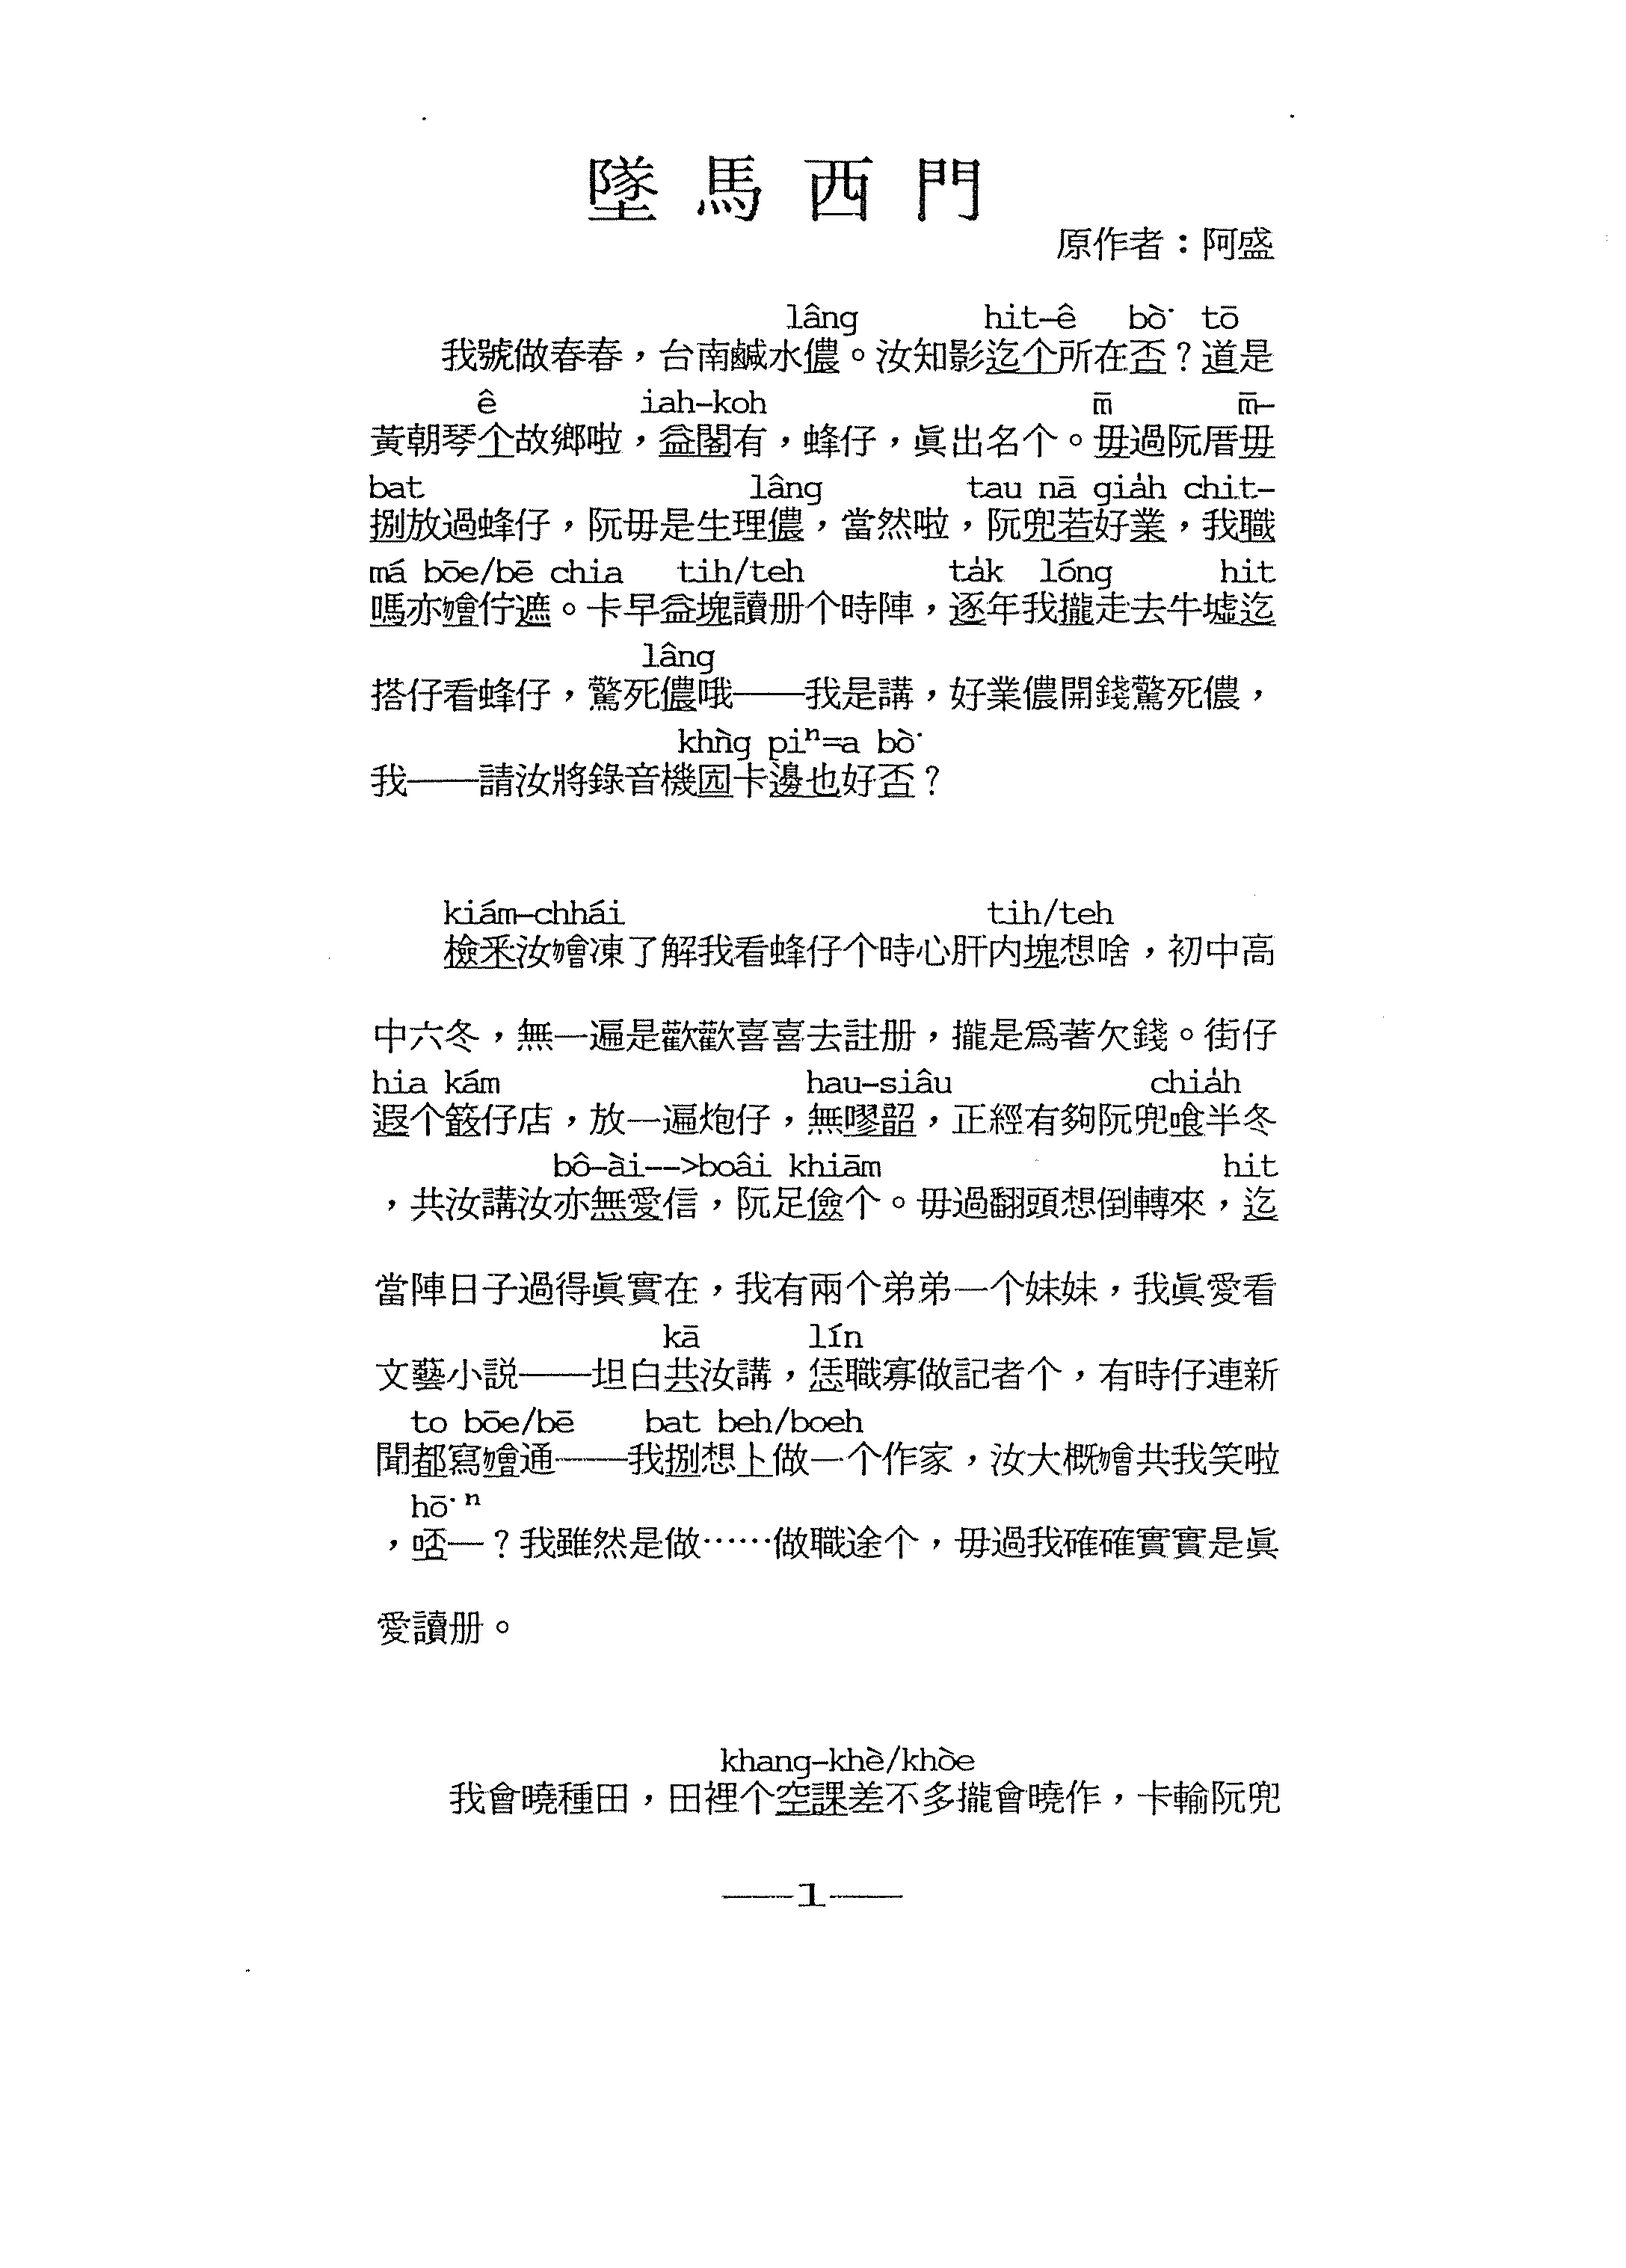 墜馬西門
原作者：阿盛
lâng hit–ê bò· tō
我號做春春，台南鹹水儂。汝知影迄个所在否？道是
ê iah–koh m̄ m̄–
黃朝琴个故鄉啦，益閣有，蜂仔，眞出名个。毋過阮厝毋
bat lâng tau nā gia̍h chit–
捌放過蜂仔，阮毋是生理儂，當然啦，阮兜若好業，我職
má bōe/bē chia tih/teh ta̍k lóng hit
嗎亦𣍐佇遮。卡早益塊讀册个時陣，逐年我攏走去牛墟迄
lâng
搭仔看蜂仔，驚死儂哦——我是講，好業儂開錢驚死儂，
khǹg piⁿ=a bò·
我——請汝將錄音機园卡邊也好否？
kiám–chhái tih/teh
檢釆汝𣍐凍了解我看蜂仔个時心肝内塊想啥，初中高
中六冬，無一遍是歡歡喜喜去註册，攏是爲著欠錢。街仔
hia kám hau–siâu chia̍h
遐个簐仔店，放一遍炮仔，無嘐韶，正經有夠阮兜喰半冬
bô–ài––>boâi khiām hit
，共汝講汝亦無愛信，阮足儉个。毋過翻頭想倒轉來，迄
當陣日子過得眞實在，我有兩个弟弟一个妹妹，我眞愛看
kā lín
文藝小説——坦白共汝講，恁職寡做記者个，有時仔連新
to bōe/bē bat beh/boeh
聞都寫𣍐通——我捌想卜做一个作家，汝大概𣍐共我笑啦
hō·ⁿ
，嚭—？我雖然是做……做職途个，毋過我確確實實是眞
愛讀册。
khang–khè/khòe
我會曉種田，田裡个空課差不多攏會曉作，卡輸阮兜
——1——